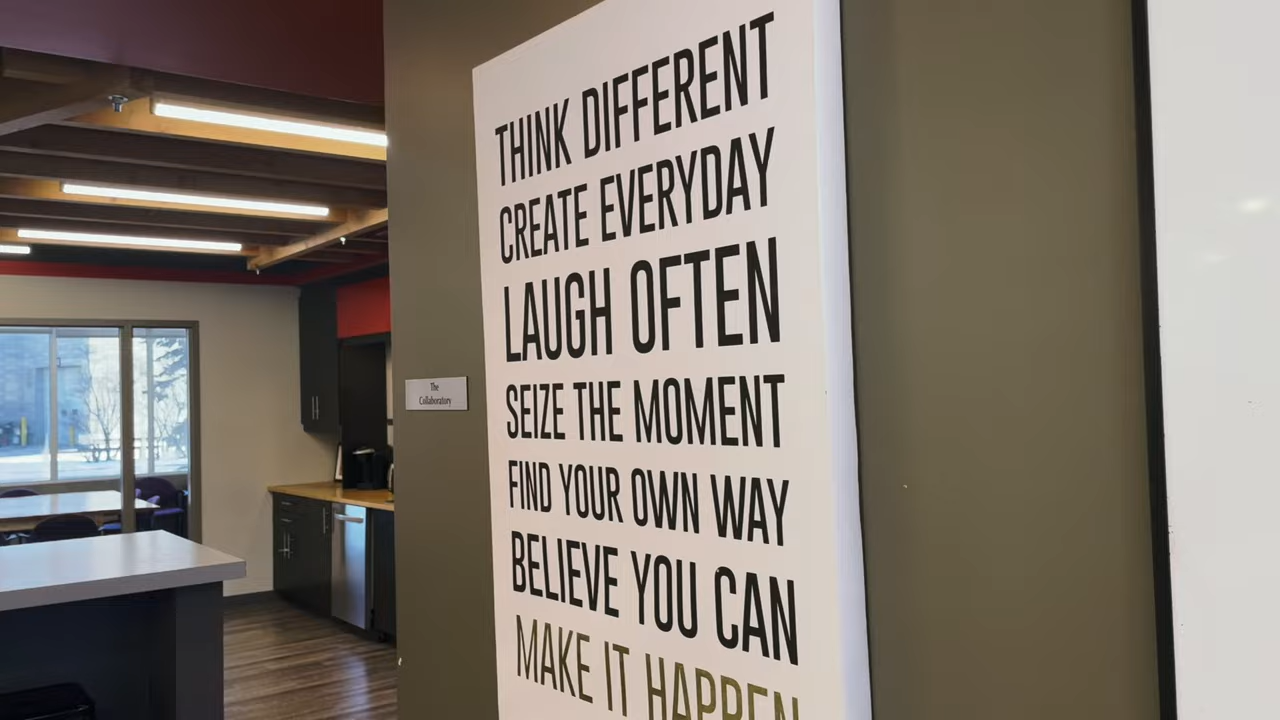 THINK DIFFERENT
CREATE EVERYDAY
LAUGH OFTEN
SEIZE THE MOMENT
FIND YOUR OWN WAY
BELIEVE YOU CAN
MAKE IT HAPPEN
The
Collaboratory